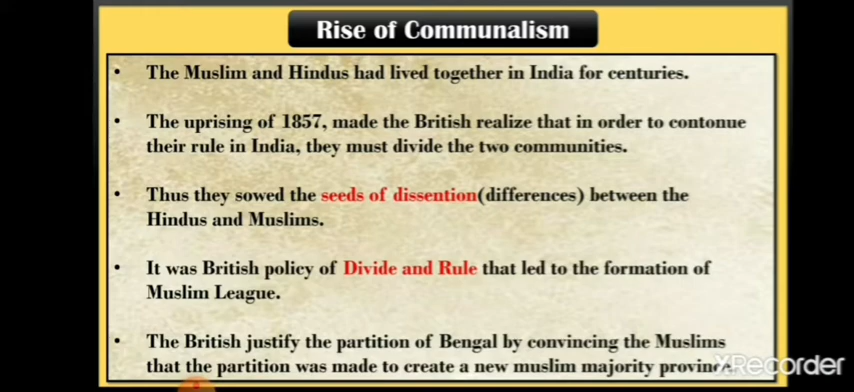 Rise of Communalism
• The Muslim and Hindus had lived together in India for centuries.
• The uprising of 1857, made the British realize that in order to contonue
their rule in India, they must divide the two communities.
• Thus they sowed the seeds of dissention(differences) between the
Hindus and Muslims.
• It was British policy of Divide and Rule that led to the formation of
Muslim League.
• The British justify the partition of Bengal by convincing the Muslims
that the partition was made to create a new muslim majority province.
XRecorder